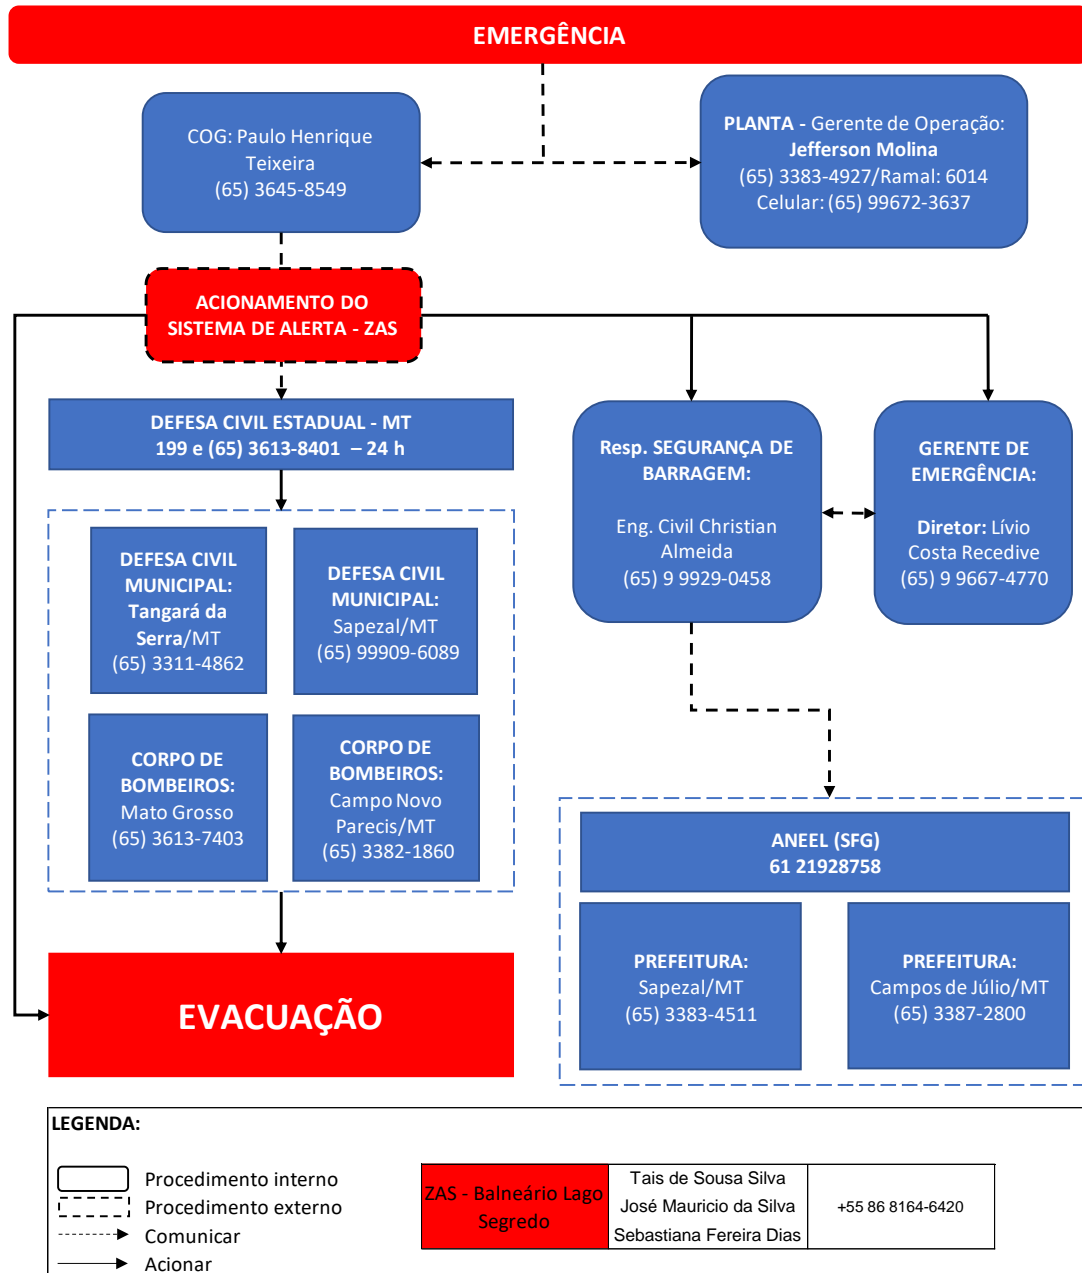 EMERGÊNCIA
COG: Paulo Henrique
Teixeira
(65) 3645-8549
PLANTA - Gerente de Operação:
Jefferson Molina
(65) 3383-4927/Ramal: 6014
Celular: (65) 99672-3637
ACIONAMENTO DO
SISTEMA DE ALERTA - ZAS
DEFESA CIVIL ESTADUAL - MT
199 e (65) 3613-8401 – 24 h
Resp. SEGURANÇA DE
BARRAGEM:
Eng. Civil Christian
Almeida
(65) 9 9929-0458
GERENTE DE
EMERGÊNCIA:
Diretor: Lívio
Costa Recedive
(65) 9 9667-4770
DEFESA CIVIL
MUNICIPAL:
Tangará da
Serra/MT
(65) 3311-4862
DEFESA CIVIL
MUNICIPAL:
Sapezal/MT
(65) 99909-6089
CORPO DE
BOMBEIROS:
Mato Grosso
(65) 3613-7403
CORPO DE
BOMBEIROS:
Campo Novo
Parecis/MT
(65) 3382-1860
ANEEL (SFG)
61 21928758
PREFEITURA:
Sapezal/MT
(65) 3383-4511
PREFEITURA:
Campos de Júlio/MT
(65) 3387-2800
EVACUAÇÃO
LEGENDA:
Procedimento interno
Procedimento externo
Comunicar
Acionar
ZAS - Balneário Lago
Segredo
Tais de Sousa Silva
José Mauricio da Silva
Sebastiana Fereira Dias
+55 86 8164-6420